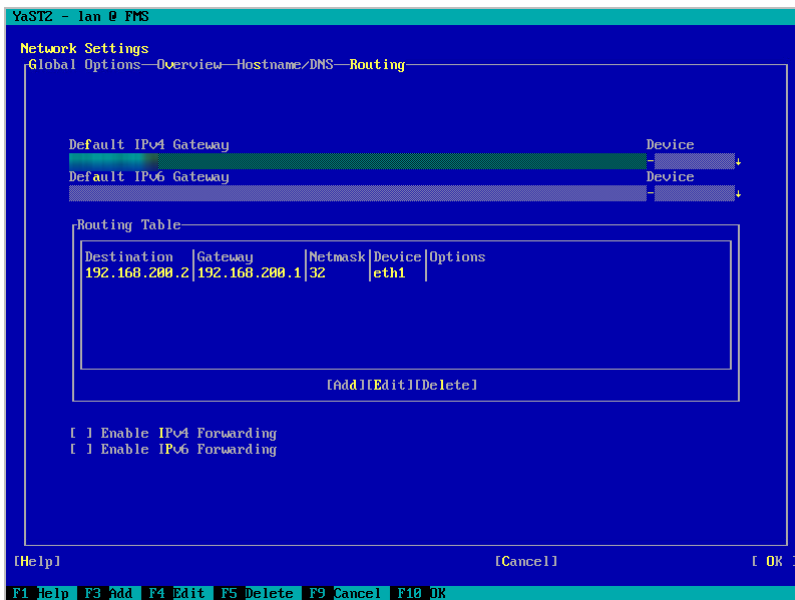 YaST2 - lan @ FMS
Network Settings
Global Options—Overview—Hostname/DNS—Routing
Default IPv4 Gateway Device
Default IPv6 Gateway Device
Routing Table
Destination |Gateway |Netmask|Device|Options
192.168.200.2|192.168.200.1|32 |eth1 |
[Add][Edit][Delete]
[ ] Enable IPv4 Forwarding
[ ] Enable IPv6 Forwarding
[Help] [Cancel] [ OK
F1 Help F3 Add F4 Edit F5 Delete F9 Cancel F10 OK